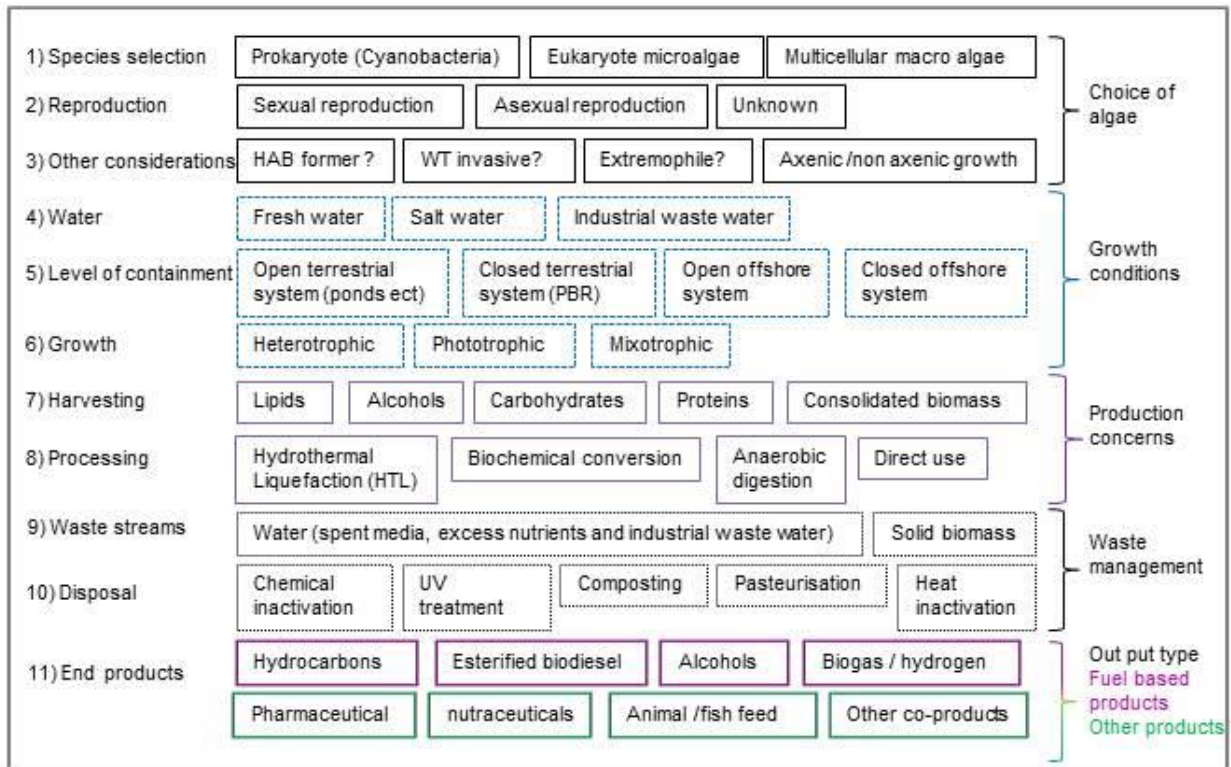 1) Species selection
Prokaryote (Cyanobacteria)
Eukaryote microalgae
Multicellular macro algae
2) Reproduction
Sexual reproduction
Asexual reproduction
Unknown
Choice of
algae
3) Other considerations
HAB former ?
WT invasive?
Extremophile?
Axenic /non axenic growth
4) Water
Fresh water
Salt water
Industrial waste water
5) Level of containment
Open terrestrial
system (ponds ect)
Closed terrestrial
system (PBR)
Open offshore
system
Closed offshore
system
Growth
conditions
6) Growth
Heterotrophic
Phototrophic
Mixotrophic
7) Harvesting
Lipids
Alcohols
Carbohydrates
Proteins
Consolidated biomass
Production
concerns
8) Processing
Hydrothermal
Liquefaction (HTL)
Biochemical conversion
Anaerobic
digestion
Direct use
9) Waste streams
Water (spent media, excess nutrients and industrial waste water)
Solid biomass
Waste
management
10) Disposal
Chemical
inactivation
UV
treatment
Composting
Pasteurisation
Heat
inactivation
11) End products
Hydrocarbons
Esterified biodiesel
Alcohols
Biogas / hydrogen
Pharmaceutical
nutraceuticals
Animal /fish feed
Other co-products
Out put type
Fuel based
products
Other products